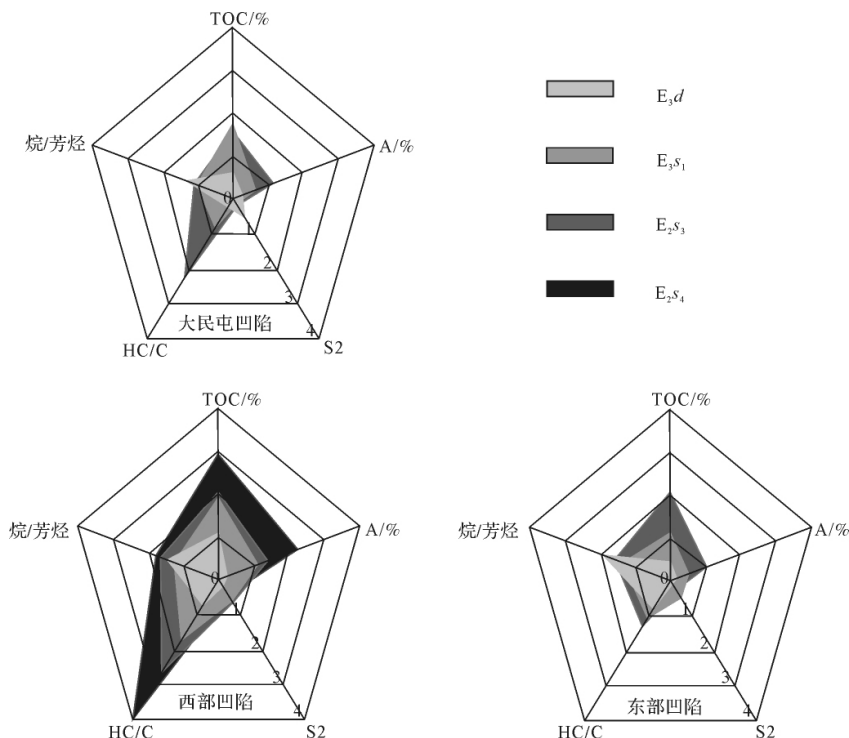 TOC/%
烷/芳烃
A/%
0
1
2
3
4
大民屯凹陷
HC/C
S2
E₃d
E₃s₁
E₂s₃
E₂s₄
TOC/%
烷/芳烃
A/%
0
1
2
3
4
西部凹陷
HC/C
S2
TOC/%
烷/芳烃
A/%
0
1
2
3
4
东部凹陷
HC/C
S2